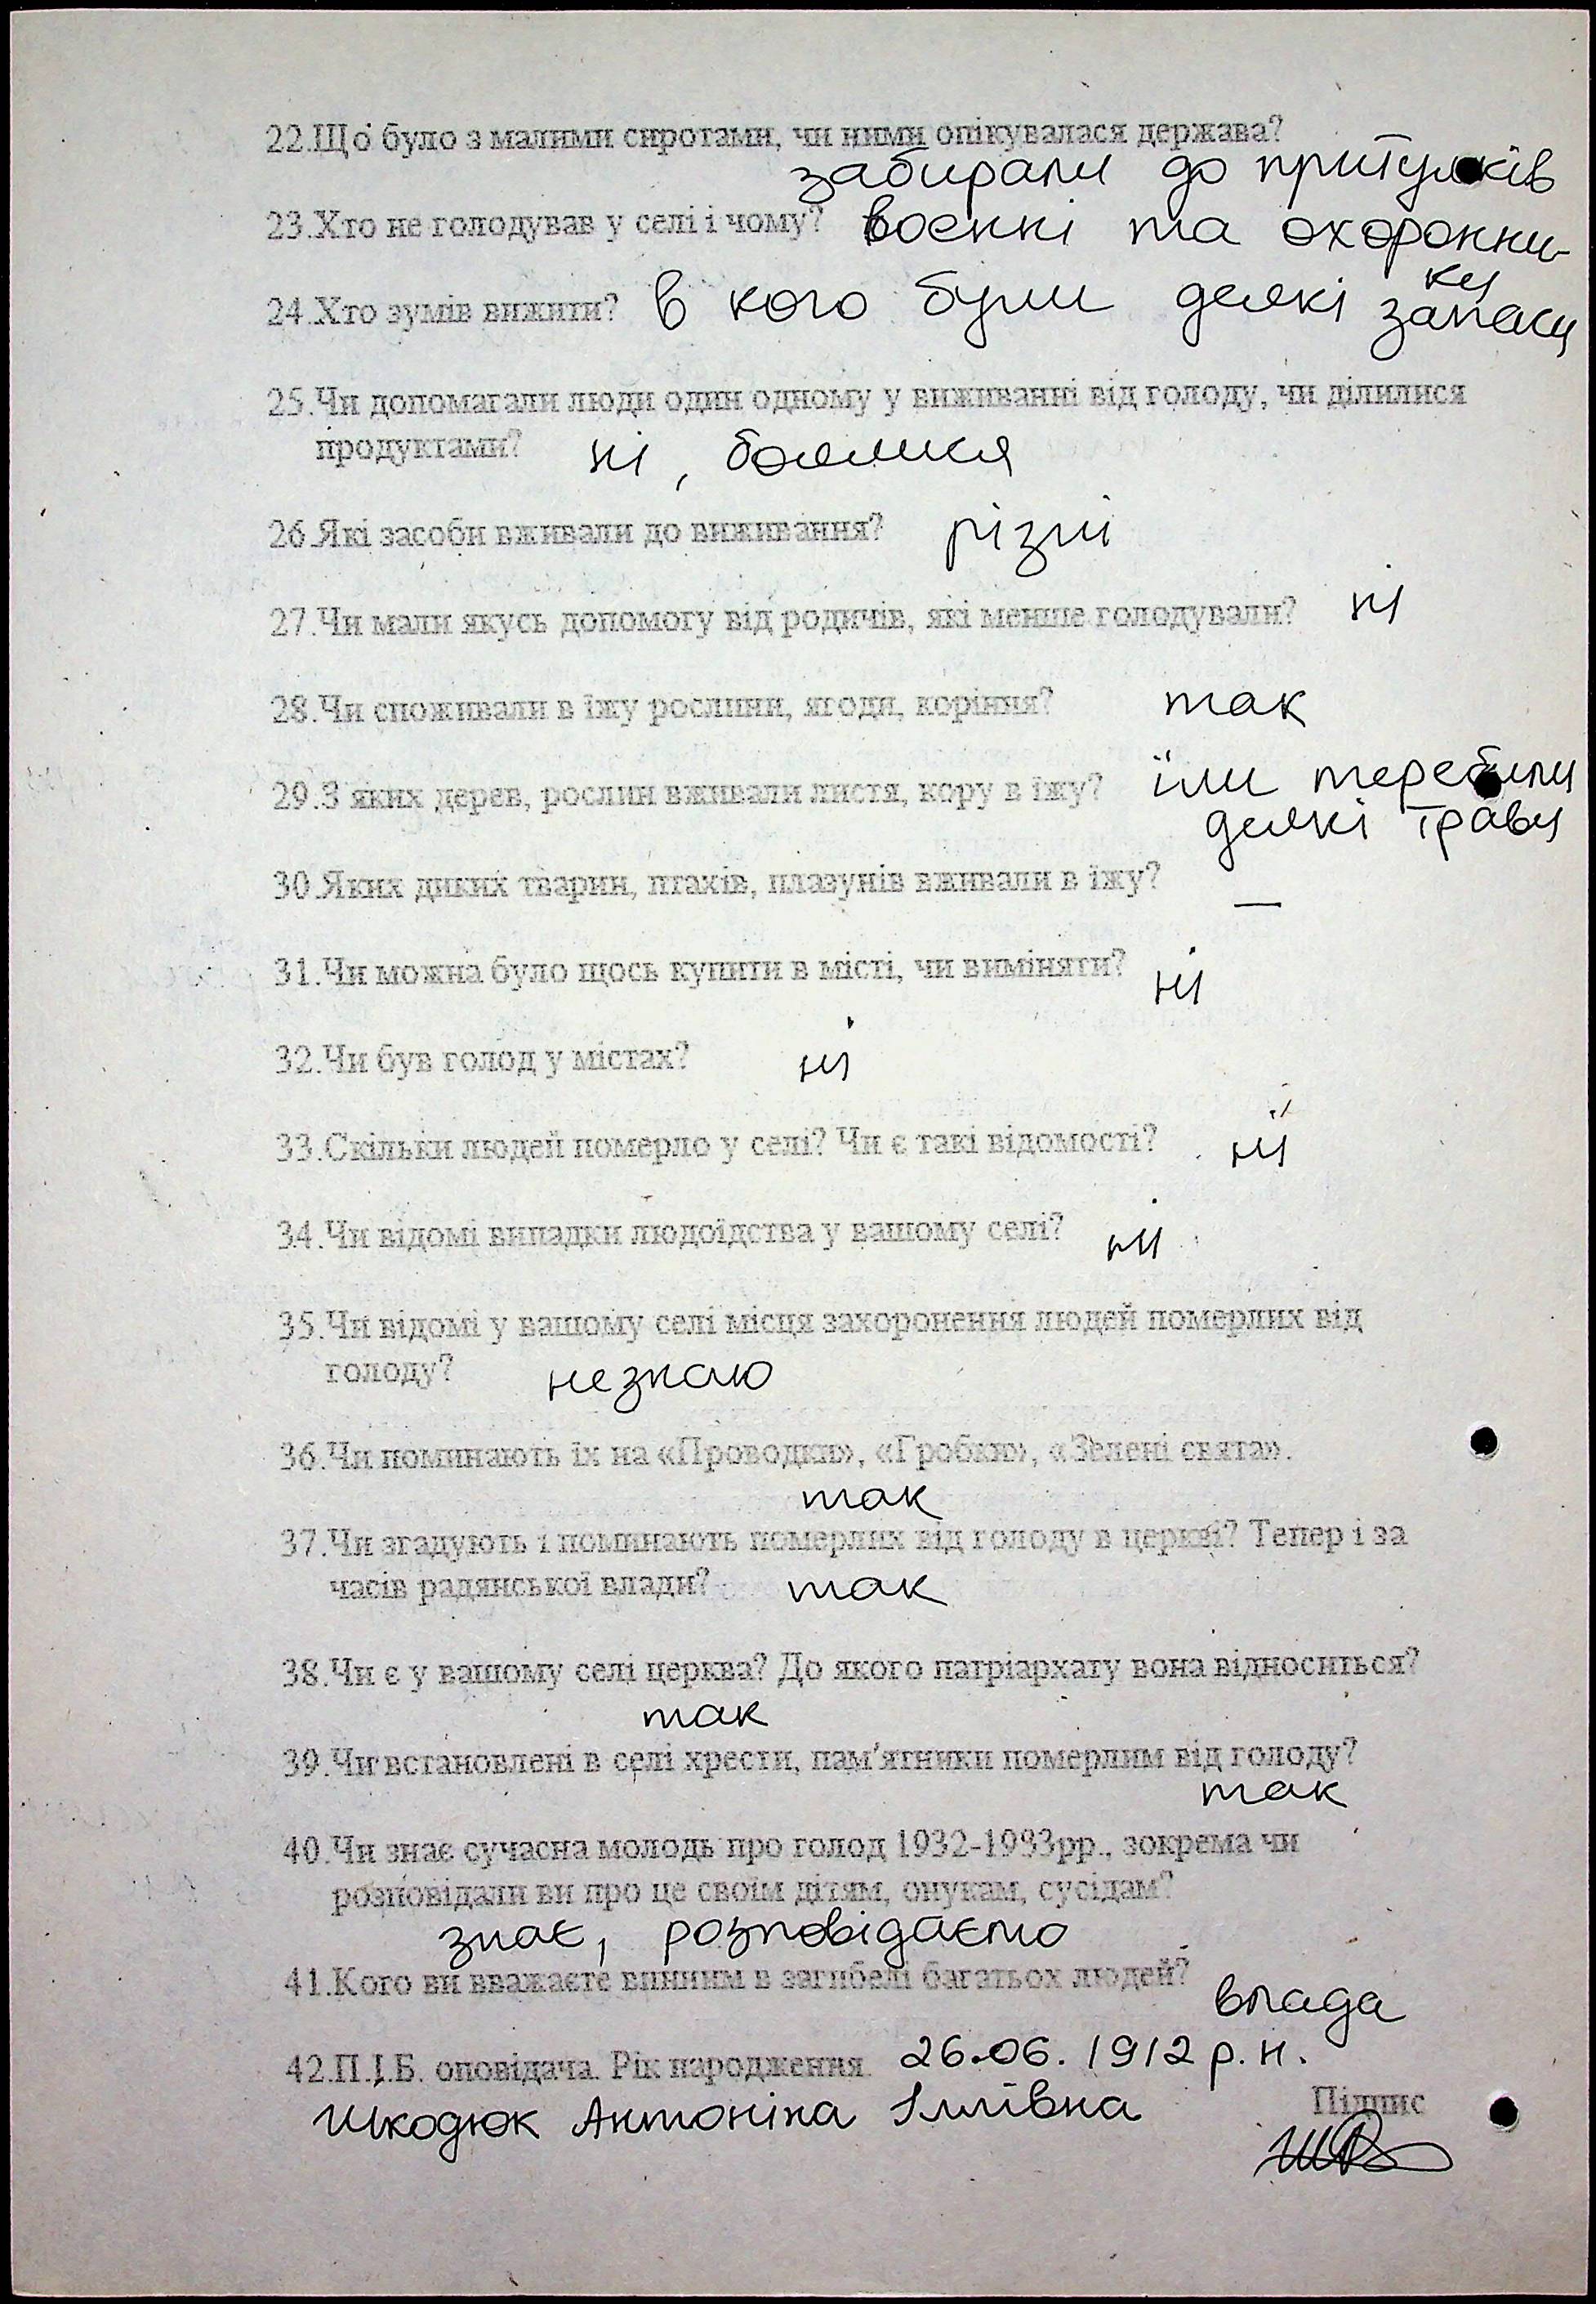 22.Що було з малими сиротами, чи ними опікувалася держава?
забирали до притулків
23.Хто не голодував у селі і чому? воєнні та охоронни-
ки
24.Хто зумів вижити? в кого були деякі запаси
25.Чи допомагали люди один одному у виживанні від голоду, чи ділилися
продуктами? ні, боялися
26.Які засоби вживали до виживання? різні
27.Чи мали якусь допомогу від родичів, які менше голодували? ні
28.Чи споживали в їжу рослини, ягоди, коріння? так
29.З яких дерев, рослин вживали листя, кору в їжу? їли теребили
деякі трави
30.Яких диких тварин, птахів, плазунів вживали в їжу? —
31.Чи можна було щось купити в місті, чи виміняти? ні
32.Чи був голод у містах? ні
33.Скільки людей померло у селі? Чи є такі відомості? ні
34.Чи відомі випадки людоїдства у вашому селі? ні
35.Чи відомі у вашому селі місця захоронення людей померлих від
голоду? незнаю
36.Чи поминають їх на «Проводки», «Гробки», «Зелені свята».
так
37.Чи згадують і поминають померлих від голоду в церкві? Тепер і за
часів радянської влади? так
38.Чи є у вашому селі церква? До якого патріархату вона відноситься?
так
39.Чи встановлені в селі хрести, пам'ятники померлим від голоду?
так
40.Чи знає сучасна молодь про голод 1932-1933рр., зокрема чи
розповідали ви про це своїм дітям, онукам, сусідам?
знає, розповідаємо
41.Кого ви вважаєте винним в загибелі багатьох людей?
влада
42.П.І.Б. оповідача. Рік народження. 26.06.1912 р.н.
Шкодюк Антоніна Іллівна
Підпис